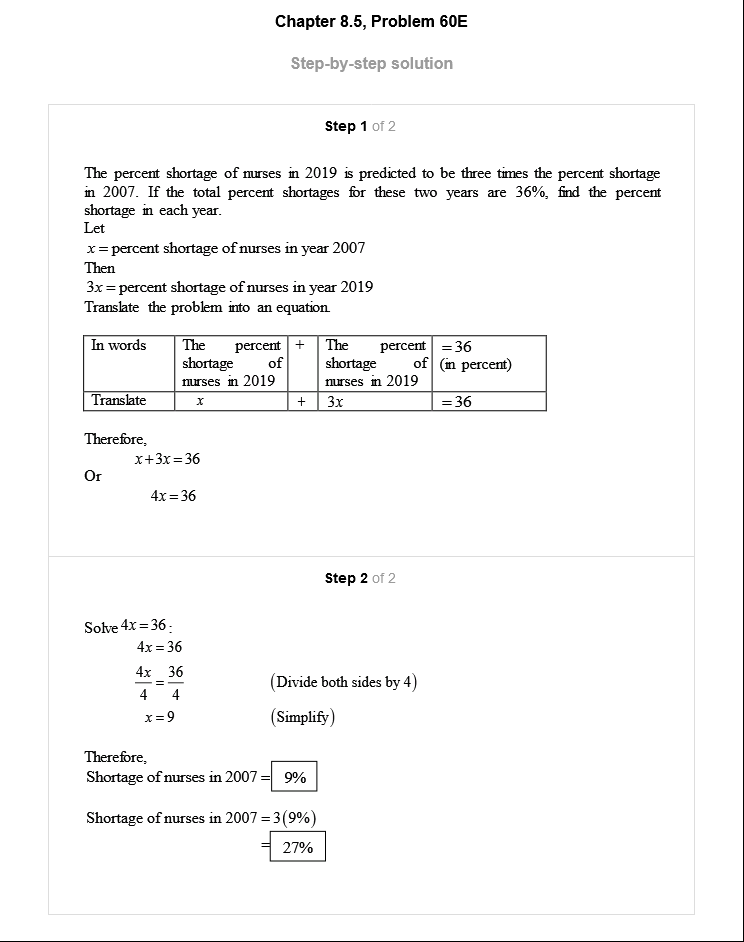 Chapter 8.5, Problem 60E
Step-by-step solution
Step 1 of 2
The percent shortage of nurses in 2019 is predicted to be three times the percent shortage
in 2007. If the total percent shortages for these two years are 36%, find the percent
shortage in each year.
Let
x = percent shortage of nurses in year 2007
Then
3x = percent shortage of nurses in year 2019
Translate the problem into an equation.
In words The percent + The percent = 36
shortage of shortage of (in percent)
nurses in 2019 nurses in 2019
Translate x + 3x = 36
Therefore,
x + 3x = 36
Or
4x = 36
Step 2 of 2
Solve 4x = 36 :
4x = 36
4x/4 = 36/4 (Divide both sides by 4)
x = 9 (Simplify)
Therefore,
Shortage of nurses in 2007 = 9%
Shortage of nurses in 2007 = 3(9%)
= 27%